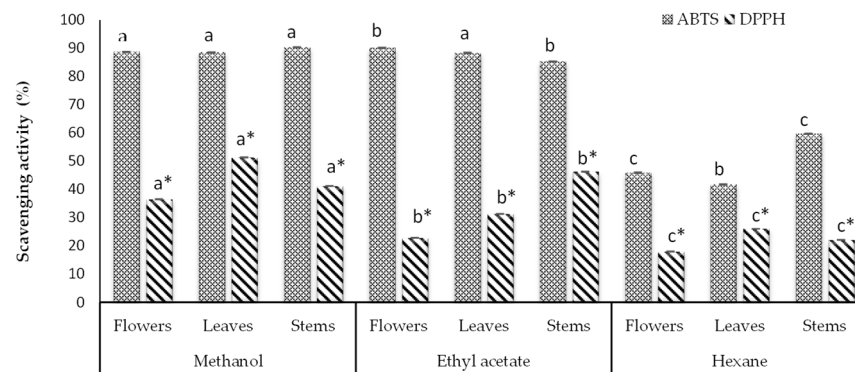 ABTS DPPH
Scavenging activity (%)
100
90
80
70
60
50
40
30
20
10
0
a a a b a b
c b c
a* a* a* b* b* b* c* c* c*
Flowers Leaves Stems Flowers Leaves Stems Flowers Leaves Stems
Methanol Ethyl acetate Hexane